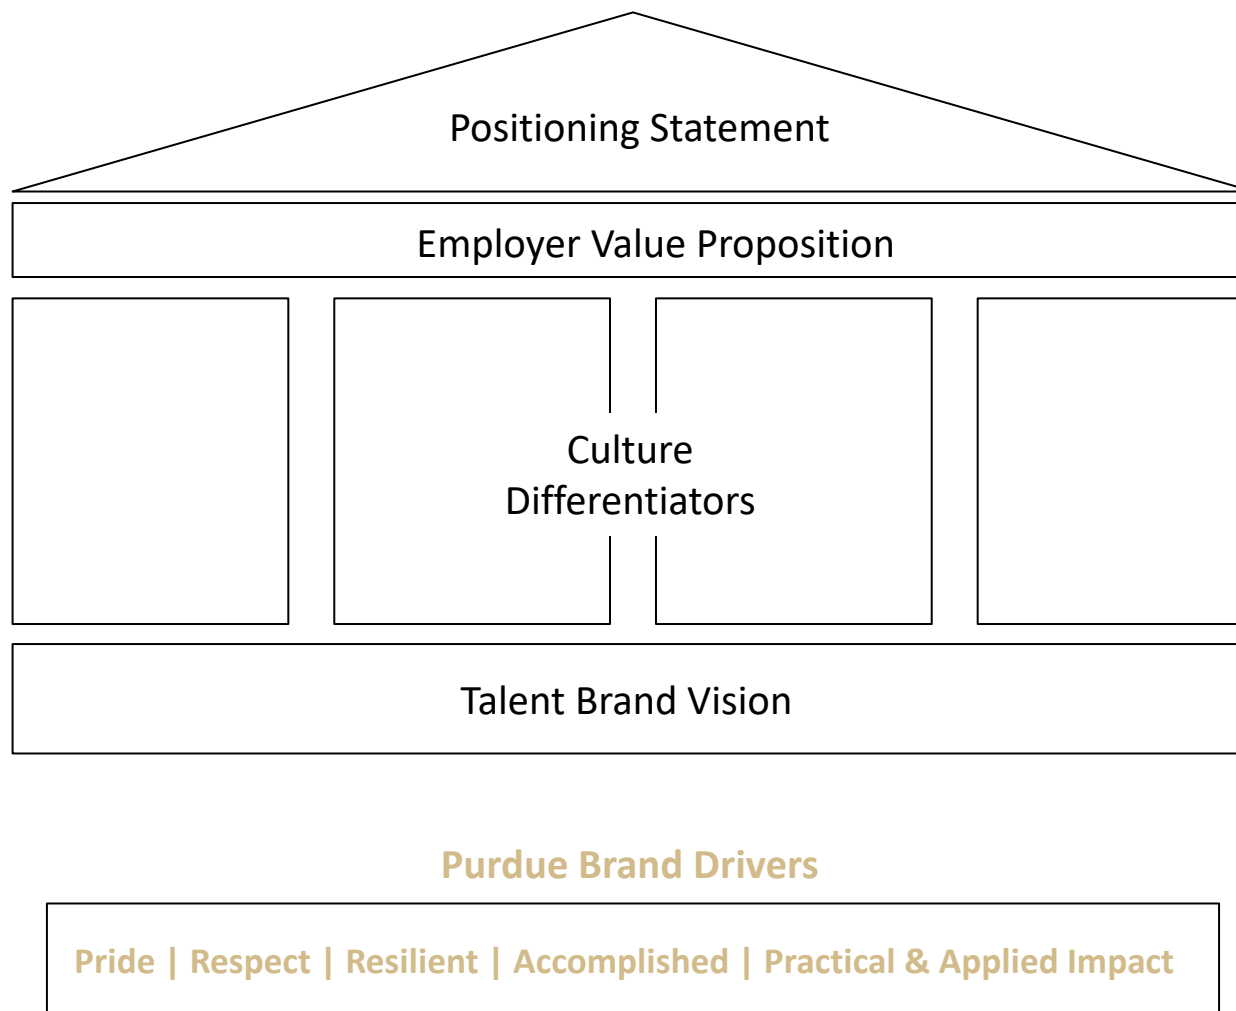 Positioning Statement
Employer Value Proposition
Culture
Differentiators
Talent Brand Vision
Purdue Brand Drivers
Pride | Respect | Resilient | Accomplished | Practical & Applied Impact